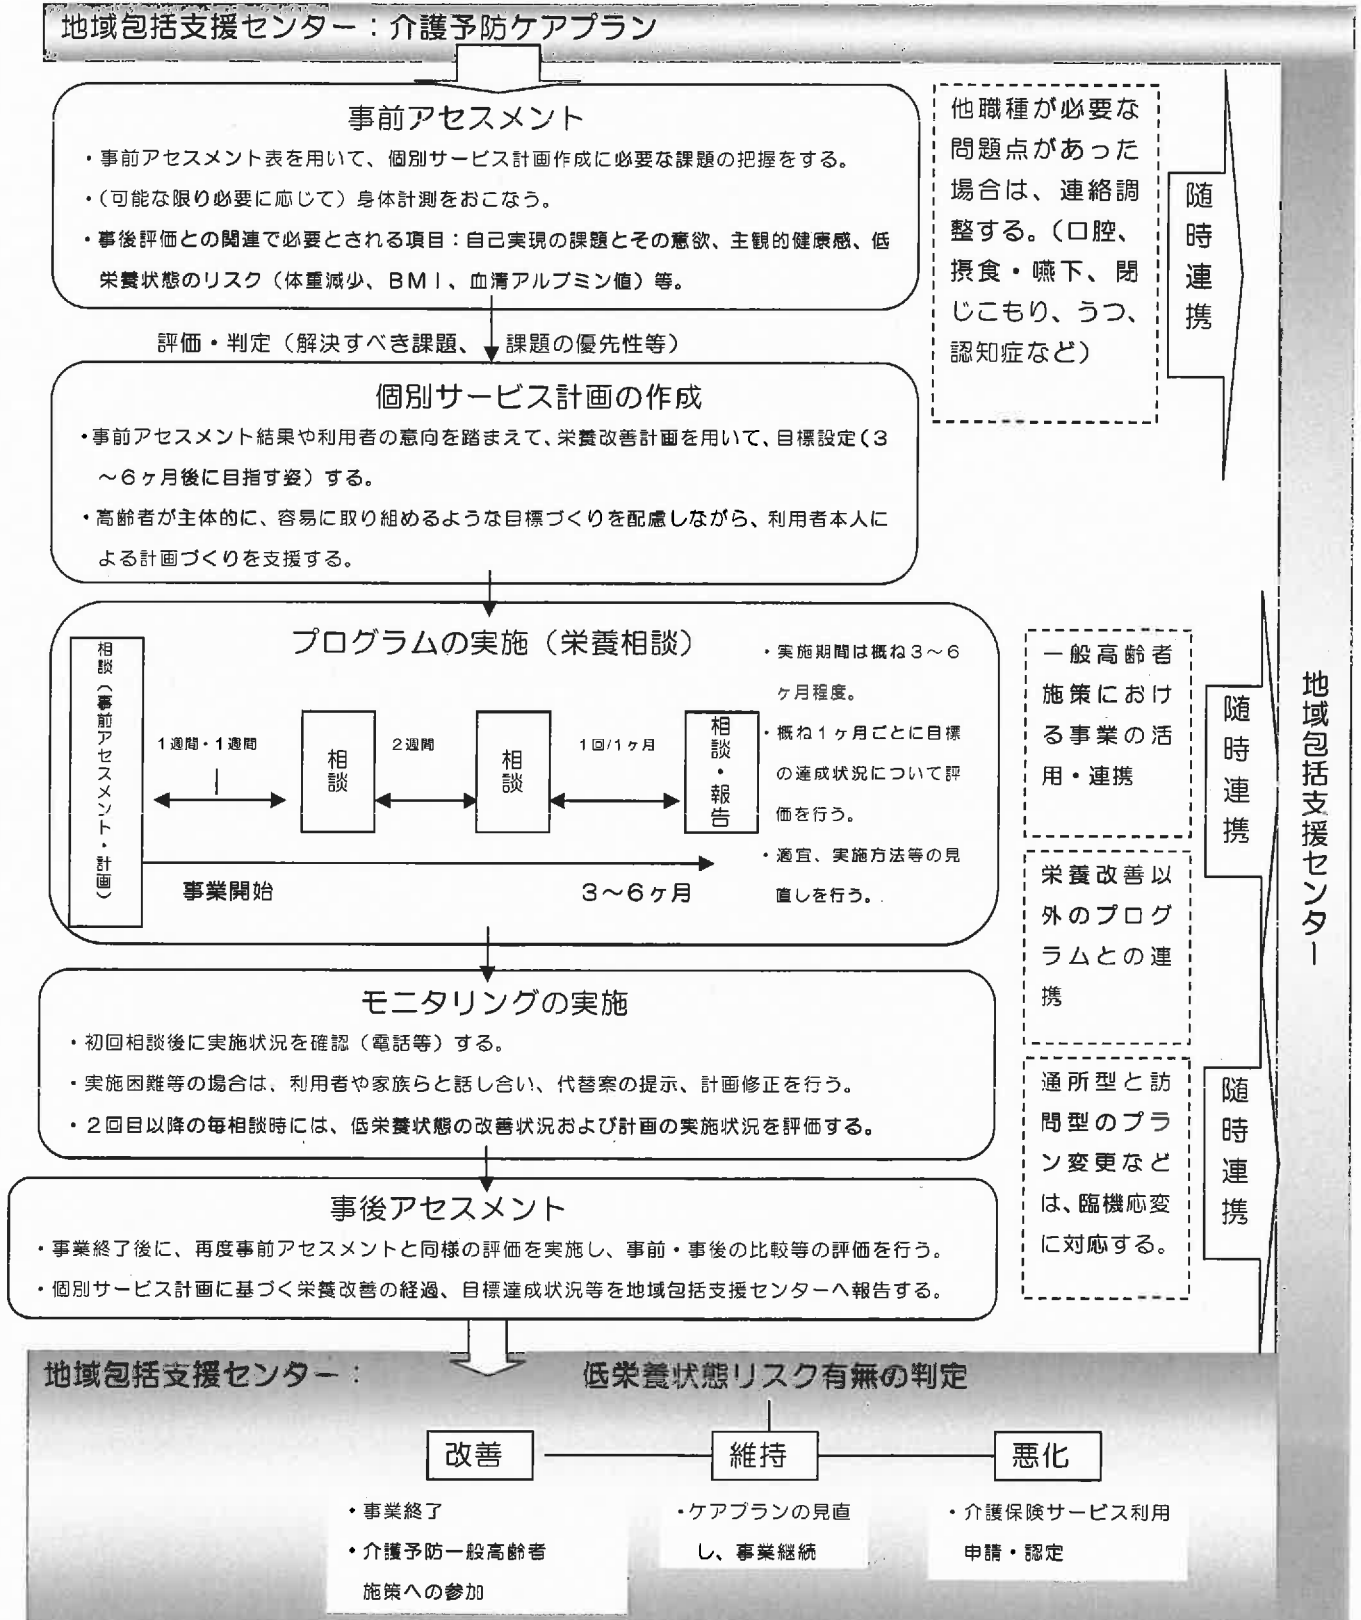 地域包括支援センター：介護予防ケアプラン
事前アセスメント
・事前アセスメント表を用いて、個別サービス計画作成に必要な課題の把握をする。
・（可能な限り必要に応じて）身体計測をおこなう。
・事後評価との関連で必要とされる項目：自己実現の課題とその意欲、主観的健康感、低
栄養状態のリスク（体重減少、ＢＭＩ、血清アルブミン値）等。
他職種が必要な
問題点があった
場合は、連絡調
整する。（口腔、
摂食・嚥下、閉
じこもり、うつ、
認知症など）
随時連携
評価・判定（解決すべき課題、 課題の優先性等）
個別サービス計画の作成
・事前アセスメント結果や利用者の意向を踏まえて、栄養改善計画を用いて、目標設定（３
～６ヶ月後に目指す姿）する。
・高齢者が主体的に、容易に取り組めるような目標づくりを配慮しながら、利用者本人に
よる計画づくりを支援する。
プログラムの実施（栄養相談）
相談（事前アセスメント・計画）
1週間・1週間
相談
2週間
相談
1回/1ヶ月
相談・報告
事業開始
３～６ヶ月
・実施期間は概ね３～６
ヶ月程度。
・概ね１ヶ月ごとに目標
の達成状況について評
価を行う。
・適宜、実施方法等の見
直しを行う。
一般高齢者
施策におけ
る事業の活
用・連携
随時連携
栄養改善以
外のプログ
ラムとの連
携
地域包括支援センター
モニタリングの実施
・初回相談後に実施状況を確認（電話等）する。
・実施困難等の場合は、利用者や家族らと話し合い、代替案の提示、計画修正を行う。
・２回目以降の毎相談時には、低栄養状態の改善状況および計画の実施状況を評価する。
通所型と訪
問型のプラ
ン変更など
は、臨機応変
に対応する。
随時連携
事後アセスメント
・事業終了後に、再度事前アセスメントと同様の評価を実施し、事前・事後の比較等の評価を行う。
・個別サービス計画に基づく栄養改善の経過、目標達成状況等を地域包括支援センターへ報告する。
地域包括支援センター： 低栄養状態リスク有無の判定
改善
・事業終了
・介護予防一般高齢者
施策への参加
維持
・ケアプランの見直
し、事業継続
悪化
・介護保険サービス利用
申請・認定